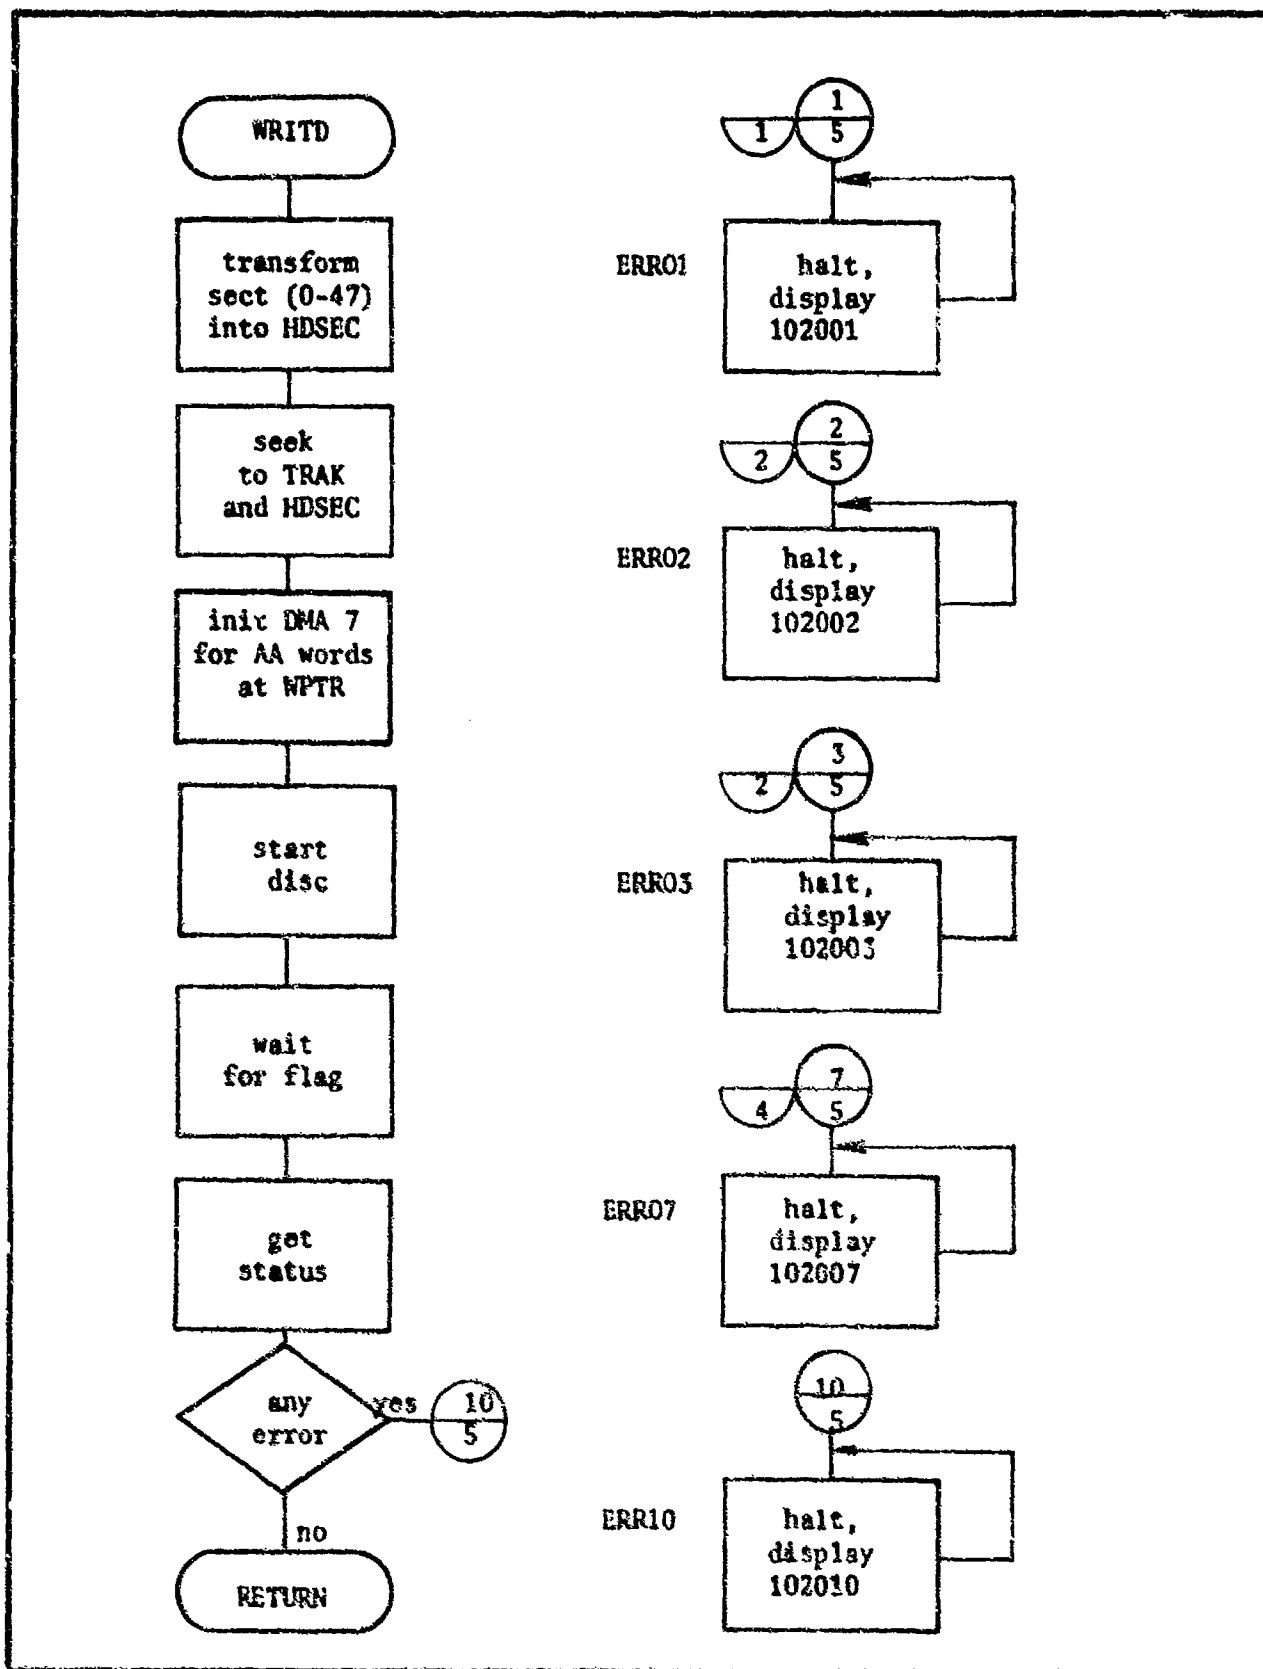 WRITD
transform
sect (0-47)
into HDSEC
seek
to TRAK
and HDSEC
init DMA 7
for AA words
at WPTR
start
disc
wait
for flag
get
status
any
error
yes
10
5
no
RETURN
1
1
5
ERR01
halt,
display
102001
2
2
5
ERR02
halt,
display
102002
3
2
5
ERR03
halt,
display
102003
7
4
5
ERR07
halt,
display
102007
10
5
ERR10
halt,
display
102010